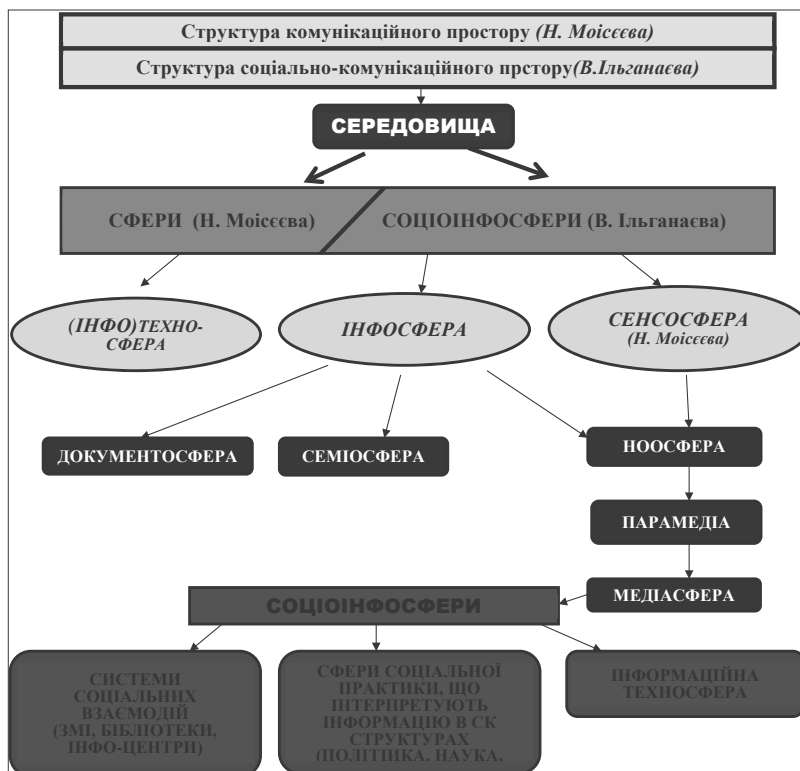 Структура комунікаційного простору (Н. Моісєєва)
Структура соціально-комунікаційного прстору(В.Ільганаєва)
СЕРЕДОВИЩА
СФЕРИ (Н. Моісєєва)
СОЦІОІНФОСФЕРИ (В. Ільганаєва)
(ІНФО)ТЕХНО-
СФЕРА
ІНФОСФЕРА
СЕНСОСФЕРА
(Н. Моісєєва)
ДОКУМЕНТОСФЕРА
СЕМІОСФЕРА
НООСФЕРА
ПАРАМЕДІА
МЕДІАСФЕРА
СОЦІОІНФОСФЕРИ
СИСТЕМИ
СОЦІАЛЬНИХ
ВЗАЄМОДІЙ
(ЗМІ, БІБЛІОТЕКИ,
ІНФО-ЦЕНТРИ)
СФЕРИ СОЦІАЛЬНОЇ
ПРАКТИКИ, ЩО
ІНТЕРПРЕТУЮТЬ
ІНФОРМАЦІЮ В СК
СТРУКТУРАХ
(ПОЛІТІИКА. НАУКА.
ІНФОРМАЦІЙНА
ТЕХНОСФЕРА